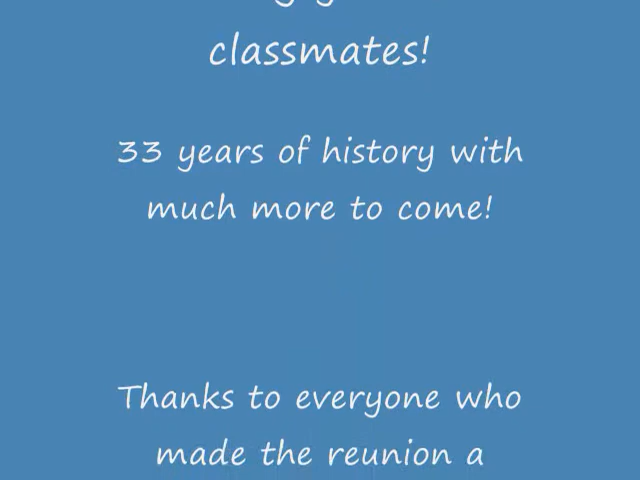 classmates!
33 years of history with
much more to come!
Thanks to everyone who
made the reunion a